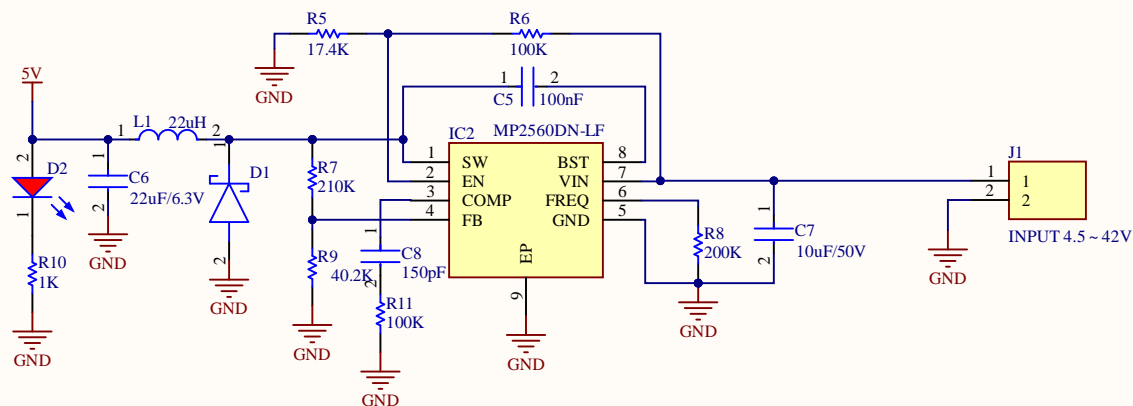 R5
17.4K
GND
R6
100K
1
2
C5
100nF
5V
L1
22uH
1
2
2
D2
1
R10
1K
GND
1
C6
22uF/6.3V
2
GND
1
D1
2
GND
R7
210K
R9
40.2K
GND
1
C8
150pF
2
R11
100K
GND
IC2
MP2560DN-LF
1
SW
2
EN
3
COMP
4
FB
BST
8
VIN
7
FREQ
6
GND
5
EP
9
GND
R8
200K
GND
1
C7
10uF/50V
2
J1
1
1
2
2
INPUT 4.5 ~ 42V
GND